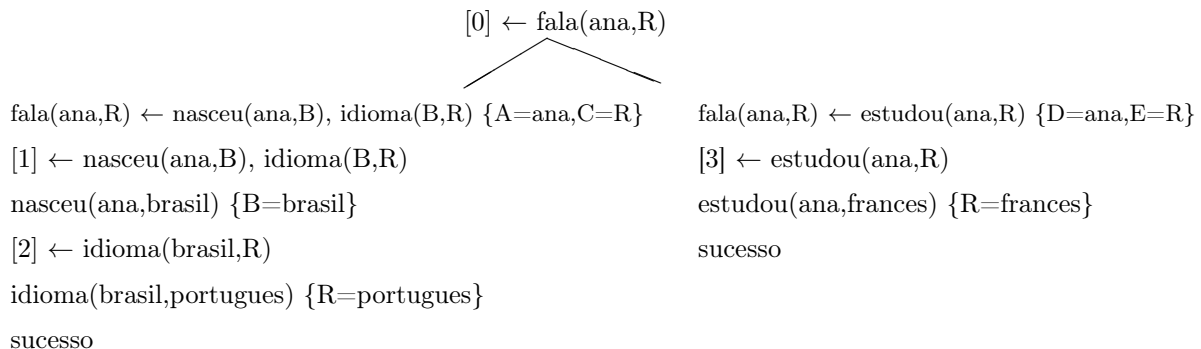 [0] ← fala(ana,R)
fala(ana,R) ← nasceu(ana,B), idioma(B,R) {A=ana,C=R}
[1] ← nasceu(ana,B), idioma(B,R)
nasceu(ana,brasil) {B=brasil}
[2] ← idioma(brasil,R)
idioma(brasil,portugues) {R=portugues}
sucesso
fala(ana,R) ← estudou(ana,R) {D=ana,E=R}
[3] ← estudou(ana,R)
estudou(ana,frances) {R=frances}
sucesso